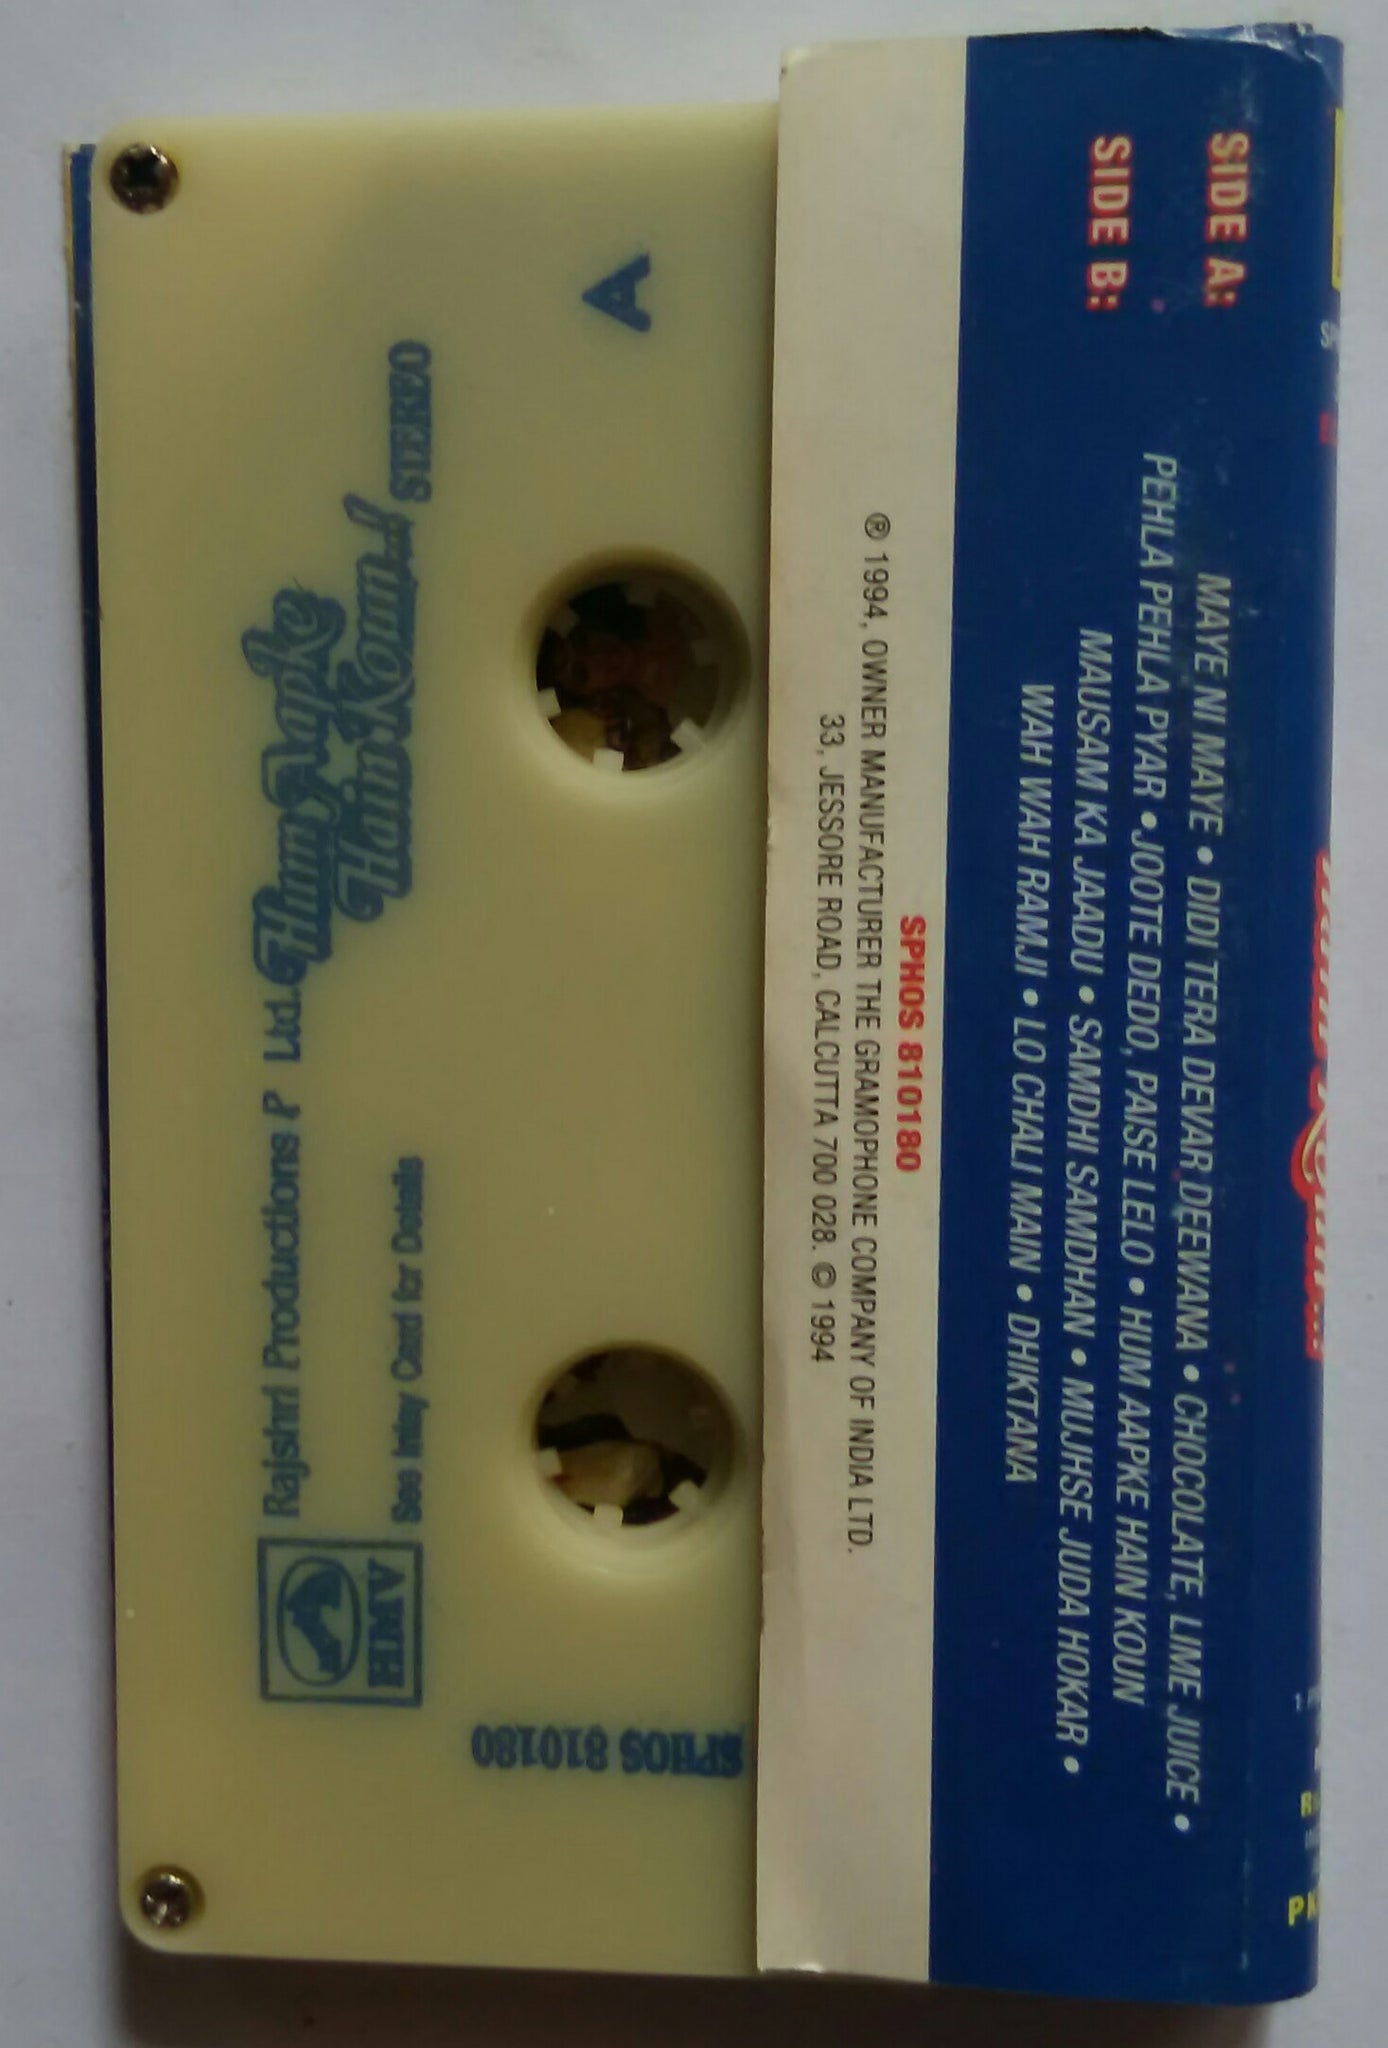 SIDE A:
MAYE NI MAYE • DIDI TERA DEVAR DEEWANA • CHOCOLATE, LIME JUICE •
PEHLA PEHLA PYAR • JOOTE DEDO, PAISE LELO • HUM AAPKE HAIN KOUN
SIDE B:
MAUSAM KA JAADU • SAMDHI SAMDHAN • MUJHSE JUDA HOKAR •
WAH WAH RAMJI • LO CHALI MAIN • DHIKTANA
SPHOS 810180
℗ 1994, OWNER MANUFACTURER THE GRAMOPHONE COMPANY OF INDIA LTD.
33, JESSORE ROAD, CALCUTTA 700 028. © 1994
A
STEREO
Hum Aapke
Hain Koun..!
Rajshri Productions P Ltd.
See Inlay Card for Details
HMV
SPHOS 810180